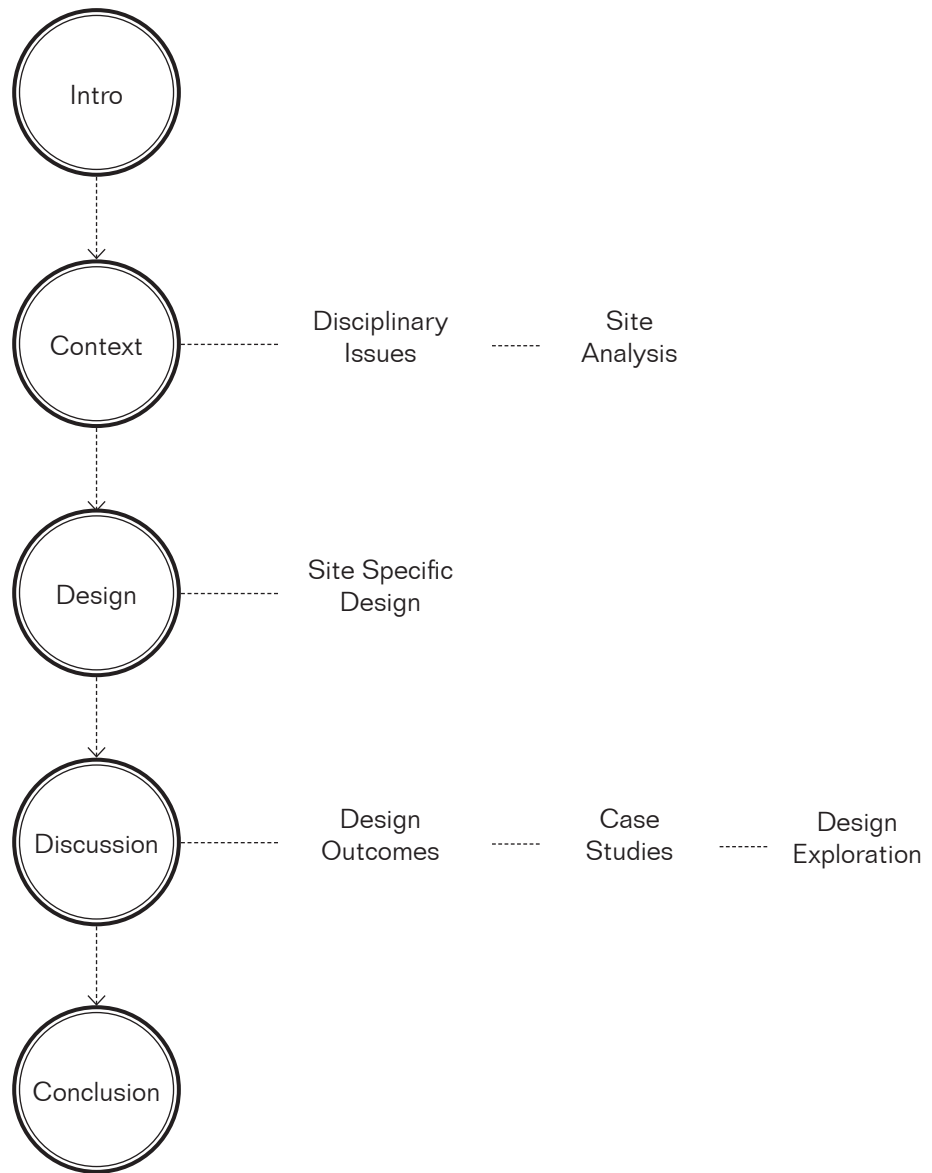 Intro
Context
Disciplinary
Issues
Site
Analysis
Design
Site Specific
Design
Discussion
Design
Outcomes
Case
Studies
Design
Exploration
Conclusion